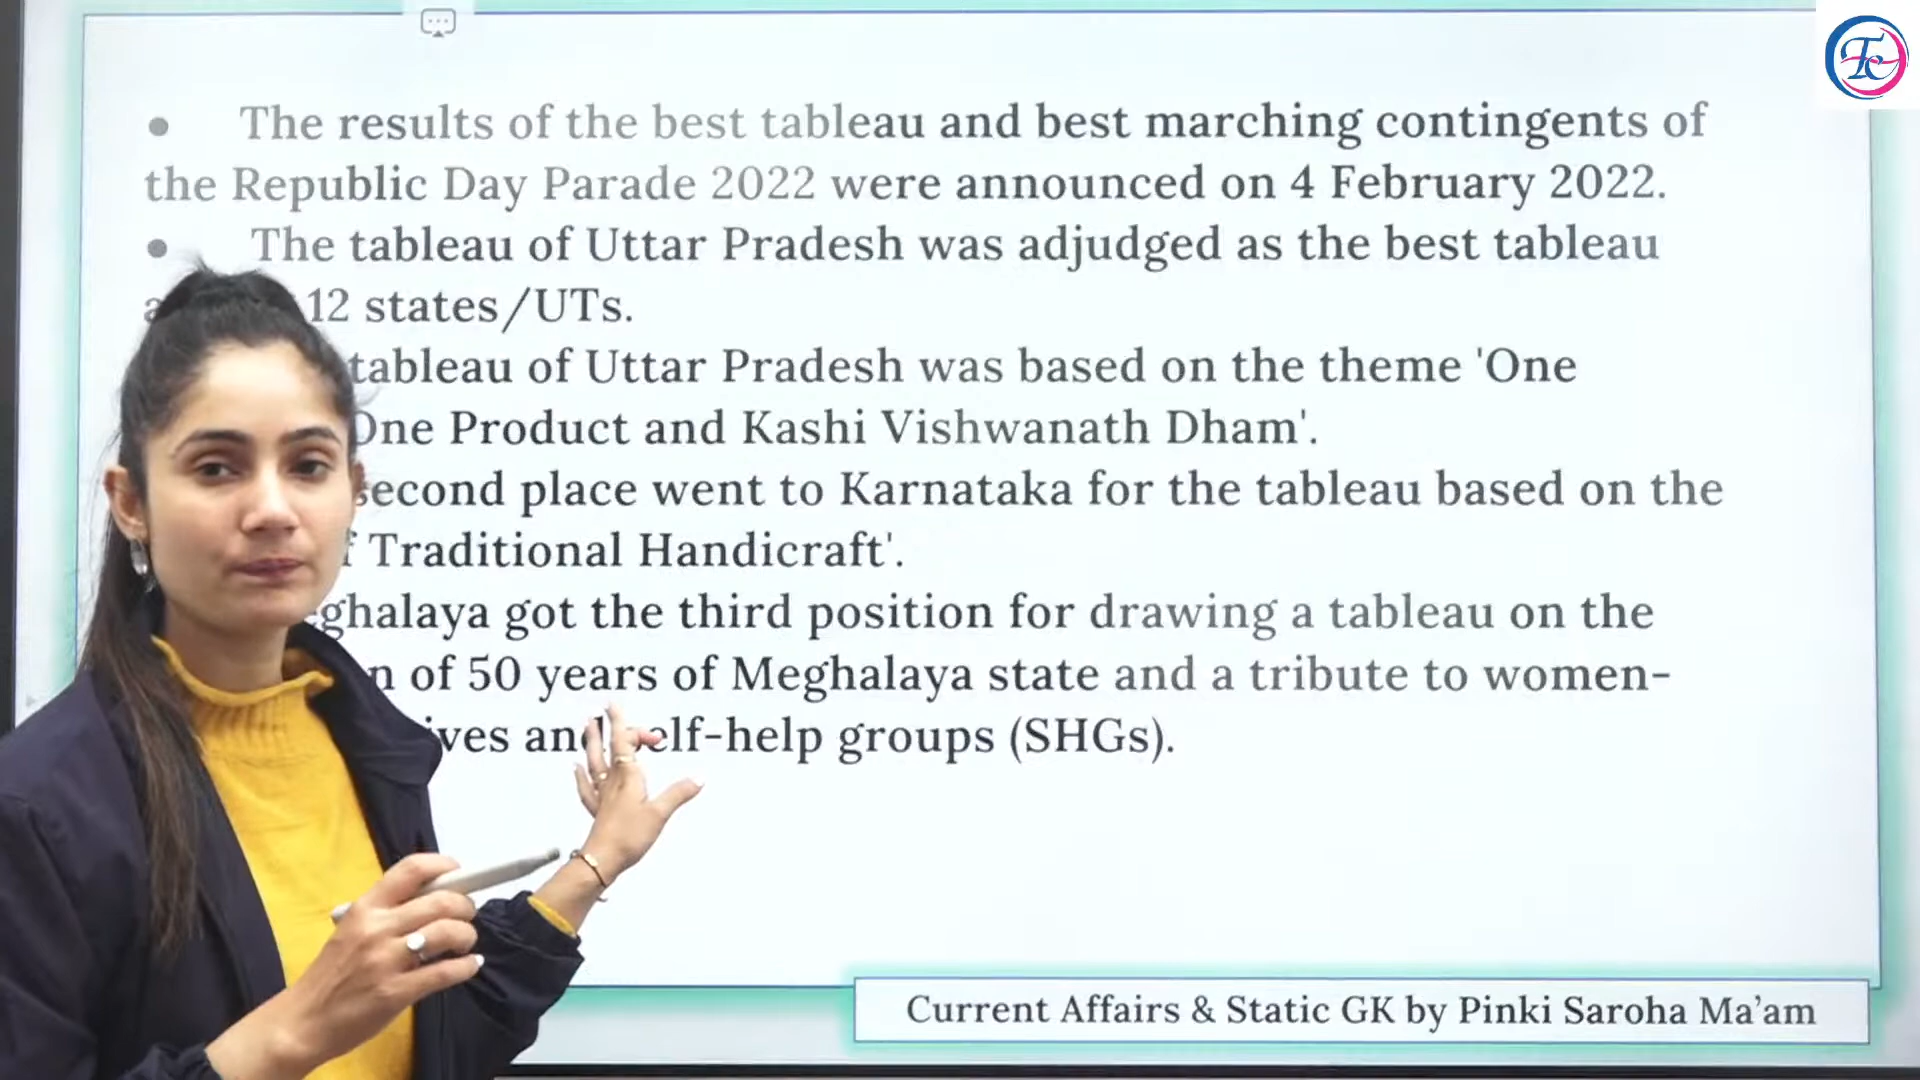 ● The results of the best tableau and best marching contingents of
the Republic Day Parade 2022 were announced on 4 February 2022.
● The tableau of Uttar Pradesh was adjudged as the best tableau
12 states/UTs.
tableau of Uttar Pradesh was based on the theme 'One
One Product and Kashi Vishwanath Dham'.
second place went to Karnataka for the tableau based on the
Traditional Handicraft'.
ghalaya got the third position for drawing a tableau on the
of 50 years of Meghalaya state and a tribute to women-
ves and self-help groups (SHGs).
Current Affairs & Static GK by Pinki Saroha Ma'am